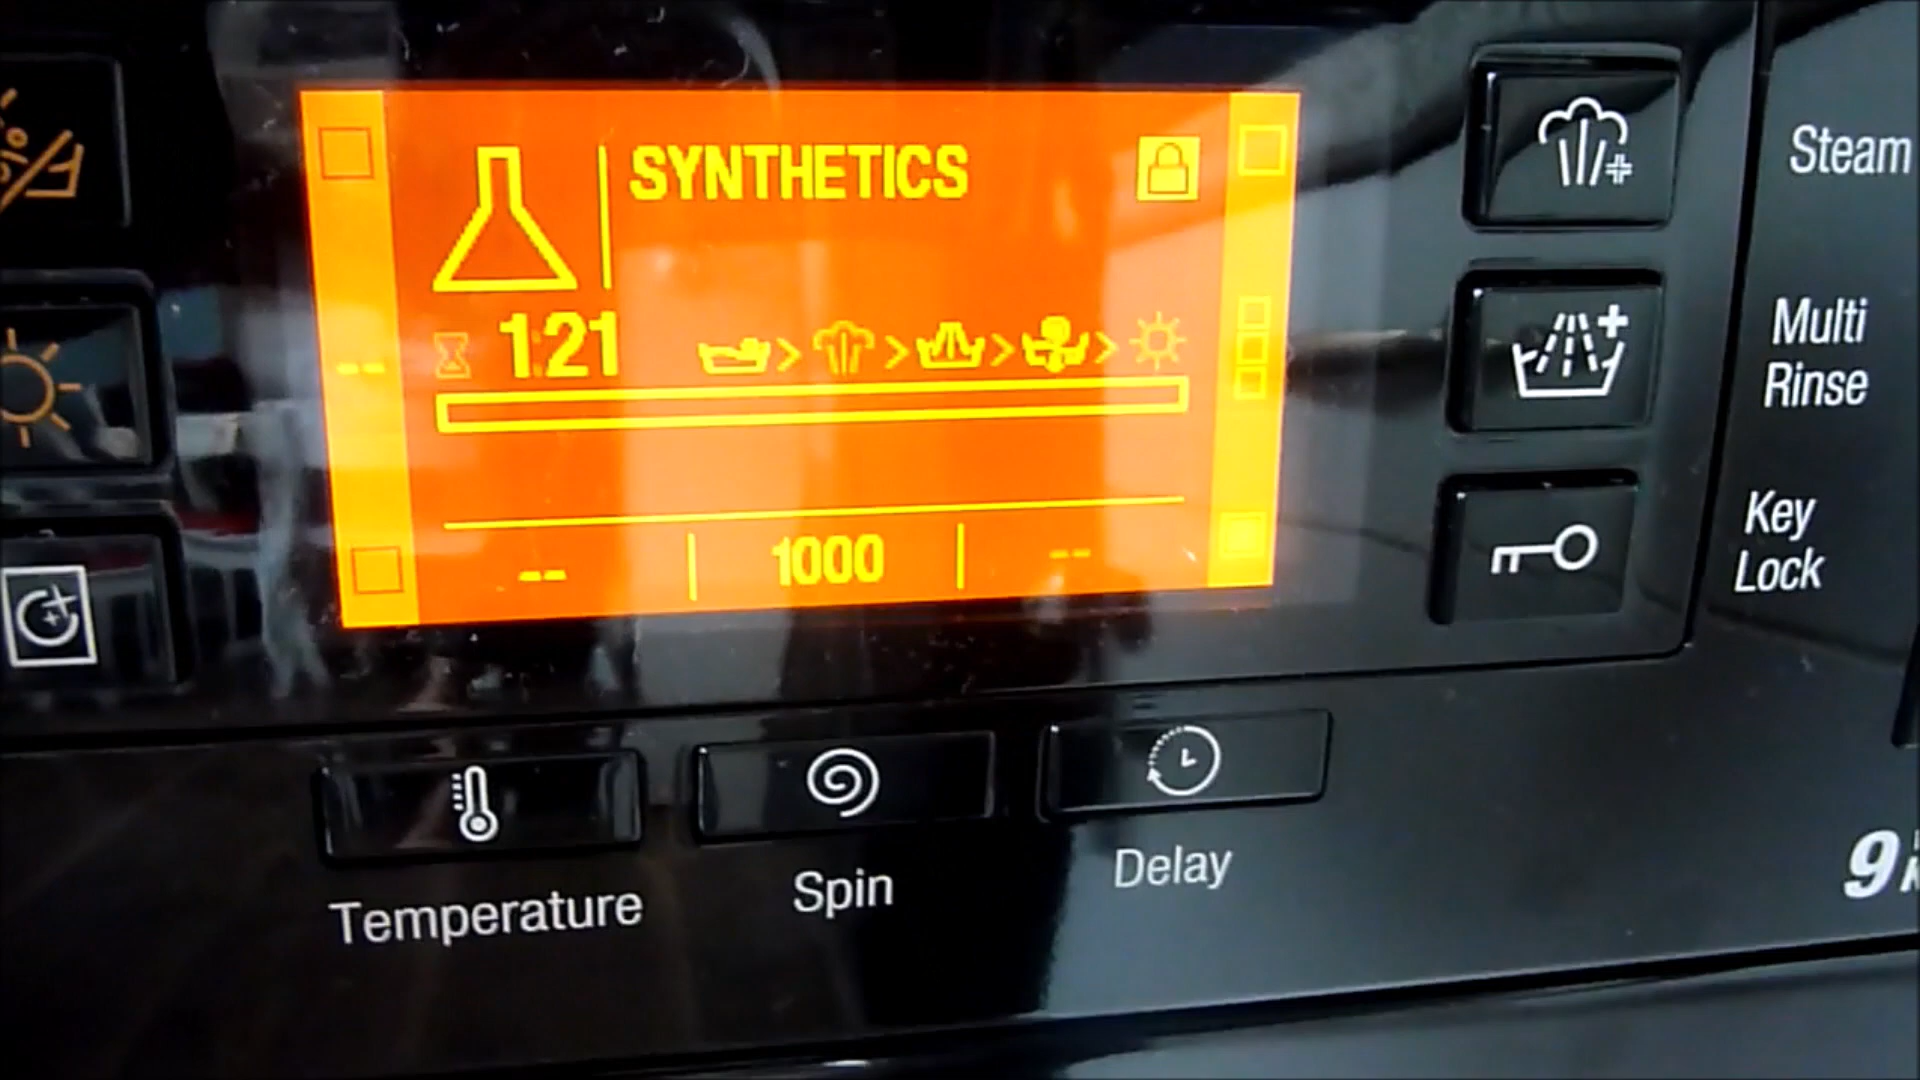 SYNTHETICS
1:21
--
-- 1000 --
Steam
Multi
Rinse
Key
Lock
Temperature
Spin
Delay
9